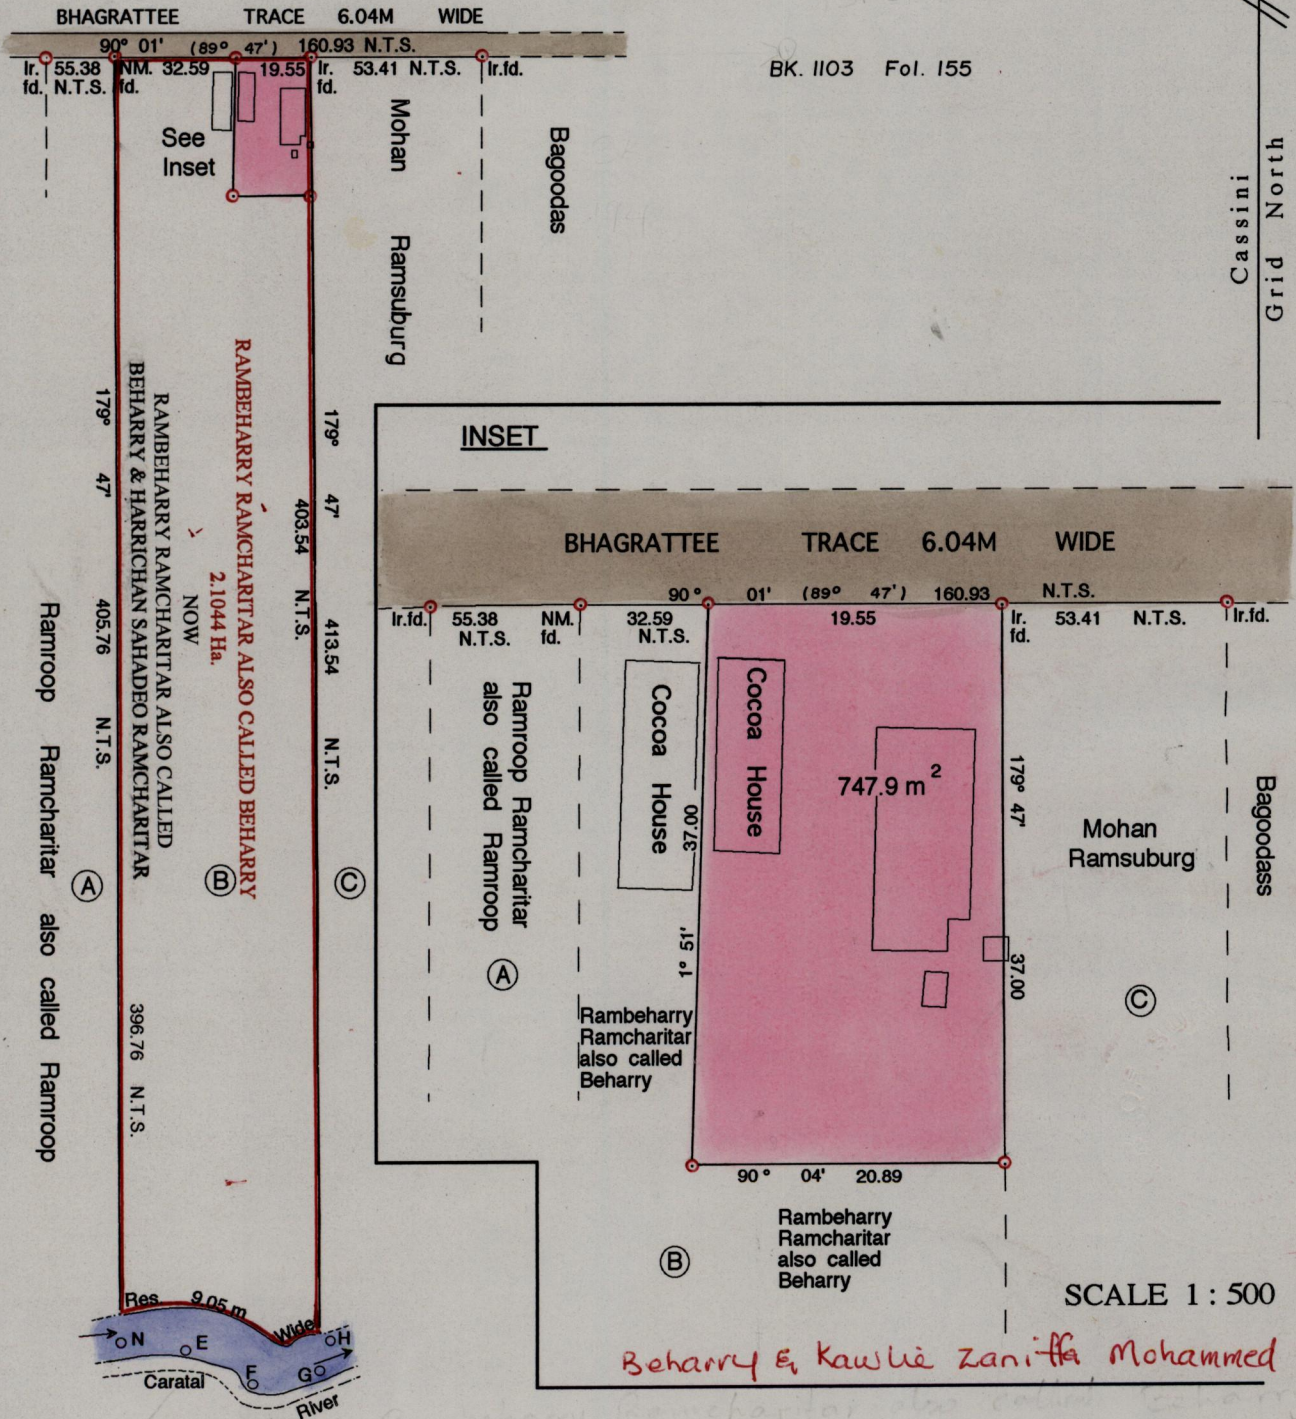 BHAGRATTEE TRACE 6.04M WIDE
90° 01' (89° 47') 160.93 N.T.S.
Ir. fd.
55.38 N.T.S.
NM. fd.
32.59
19.55
Ir. fd.
53.41 N.T.S.
Ir.fd.
BK. 1103 Fol. 155
See
Inset
Mohan Ramsuburg
Bagoodas
Cassini
Grid North
179° 47' 405.76 N.T.S.
Ramroop Ramcharitar also called Ramroop
A
RAMBEHARRY RAMCHARITAR ALSO CALLED BEHARRY
2.1044 Ha.
NOW
RAMBEHARRY RAMCHARITAR ALSO CALLED
BEHARRY & HARRICHAN SAHADEO RAMCHARITAR
B
396.76 N.T.S.
403.54 N.T.S.
179° 47' 413.54 N.T.S.
C
Res. 9.05 m Wide
N
E
F
G
H
Caratal
River
INSET
BHAGRATTEE TRACE 6.04M WIDE
90° 01' (89° 47') 160.93 N.T.S.
Ir.fd.
55.38
N.T.S.
NM.
fd.
32.59
N.T.S.
19.55
Ir.
fd.
53.41 N.T.S.
Ir.fd.
Ramroop Ramcharitar
also called Ramroop
A
Cocoa House
37.00
1° 51'
Cocoa House
747.9 m²
179° 47'
37.00
Mohan
Ramsuburg
C
Bagoodass
Rambeharry
Ramcharitar
also called
Beharry
90° 04' 20.89
Rambeharry
Ramcharitar
also called
Beharry
B
SCALE 1 : 500
Beharry & Kawlie Zaniffa Mohammed